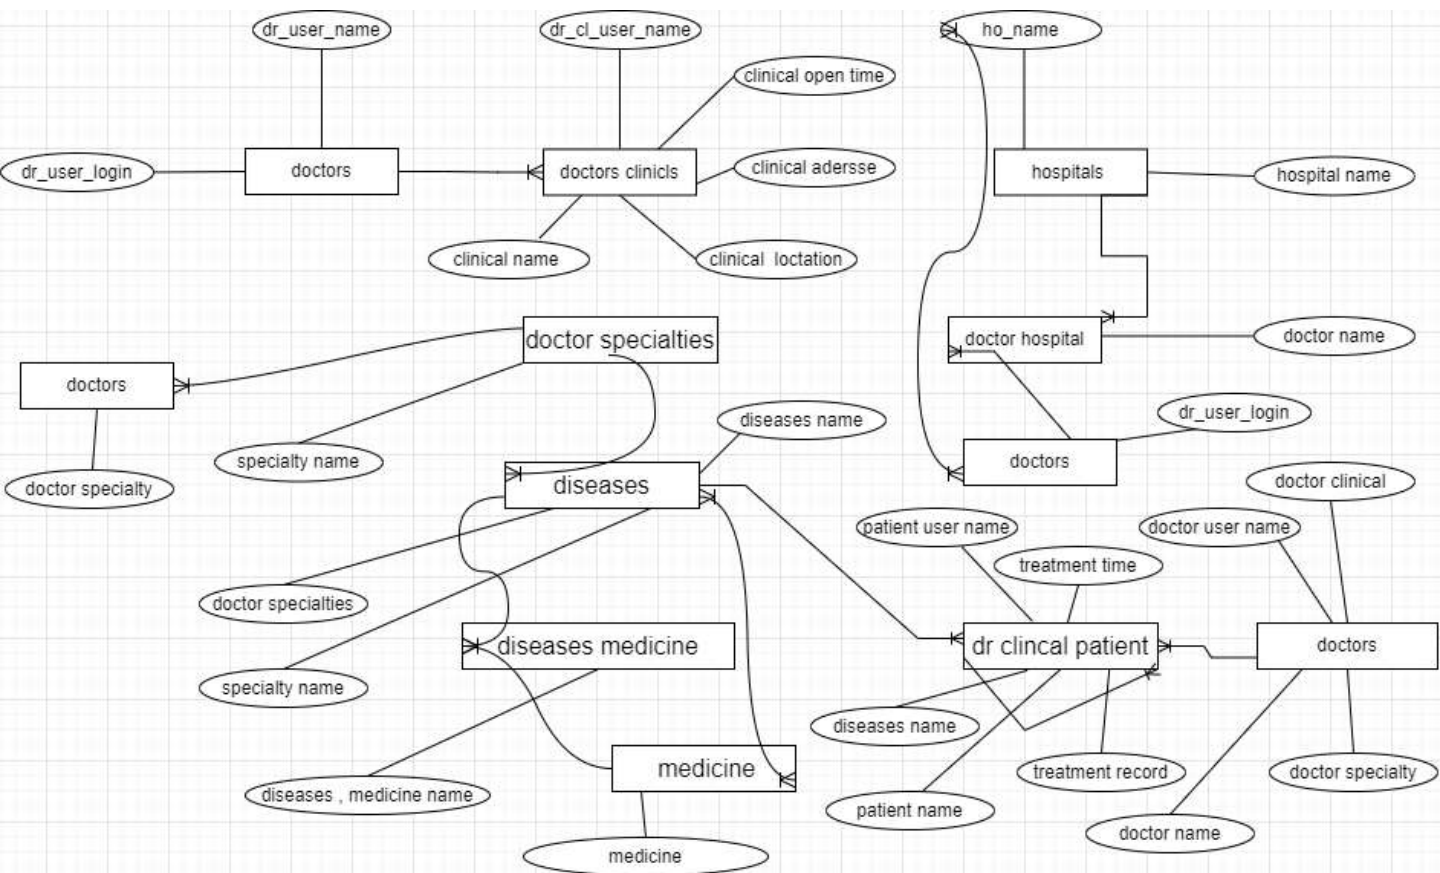 dr_user_name
dr_cl_user_name
ho_name
clinical open time
dr_user_login
doctors
doctors clinicls
clinical adersse
hospitals
hospital name
clinical name
clinical loctation
doctor specialties
doctor hospital
doctor name
doctors
diseases name
dr_user_login
specialty name
doctors
doctor specialty
diseases
doctor clinical
patient user name
doctor user name
treatment time
doctor specialties
diseases medicine
dr clincal patient
doctors
specialty name
diseases name
medicine
treatment record
doctor specialty
diseases , medicine name
patient name
doctor name
medicine